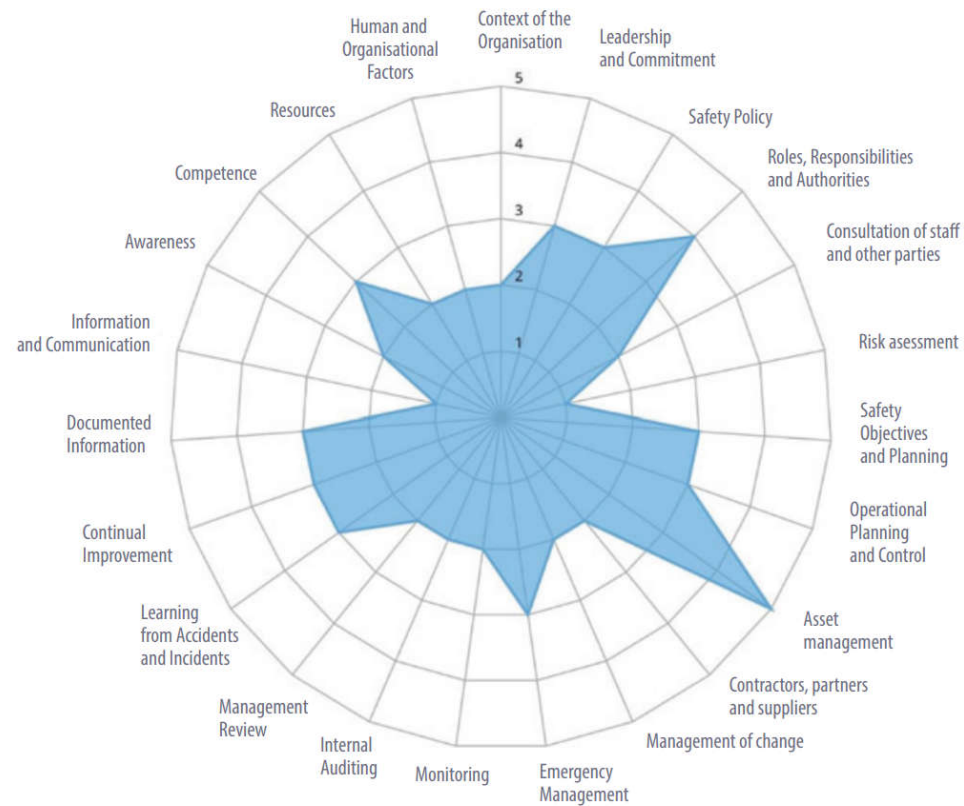 Context of the
Organisation
Leadership
and Commitment
Safety Policy
Roles, Responsibilities
and Authorities
Consultation of staff
and other parties
Risk asessment
Safety
Objectives
and Planning
Operational
Planning
and Control
Asset
management
Contractors, partners
and suppliers
Management of change
Emergency
Management
Monitoring
Internal
Auditing
Management
Review
Learning
from Accidents
and Incidents
Continual
Improvement
Documented
Information
Information
and Communication
Awareness
Competence
Resources
Human and
Organisational
Factors
5
4
3
2
1